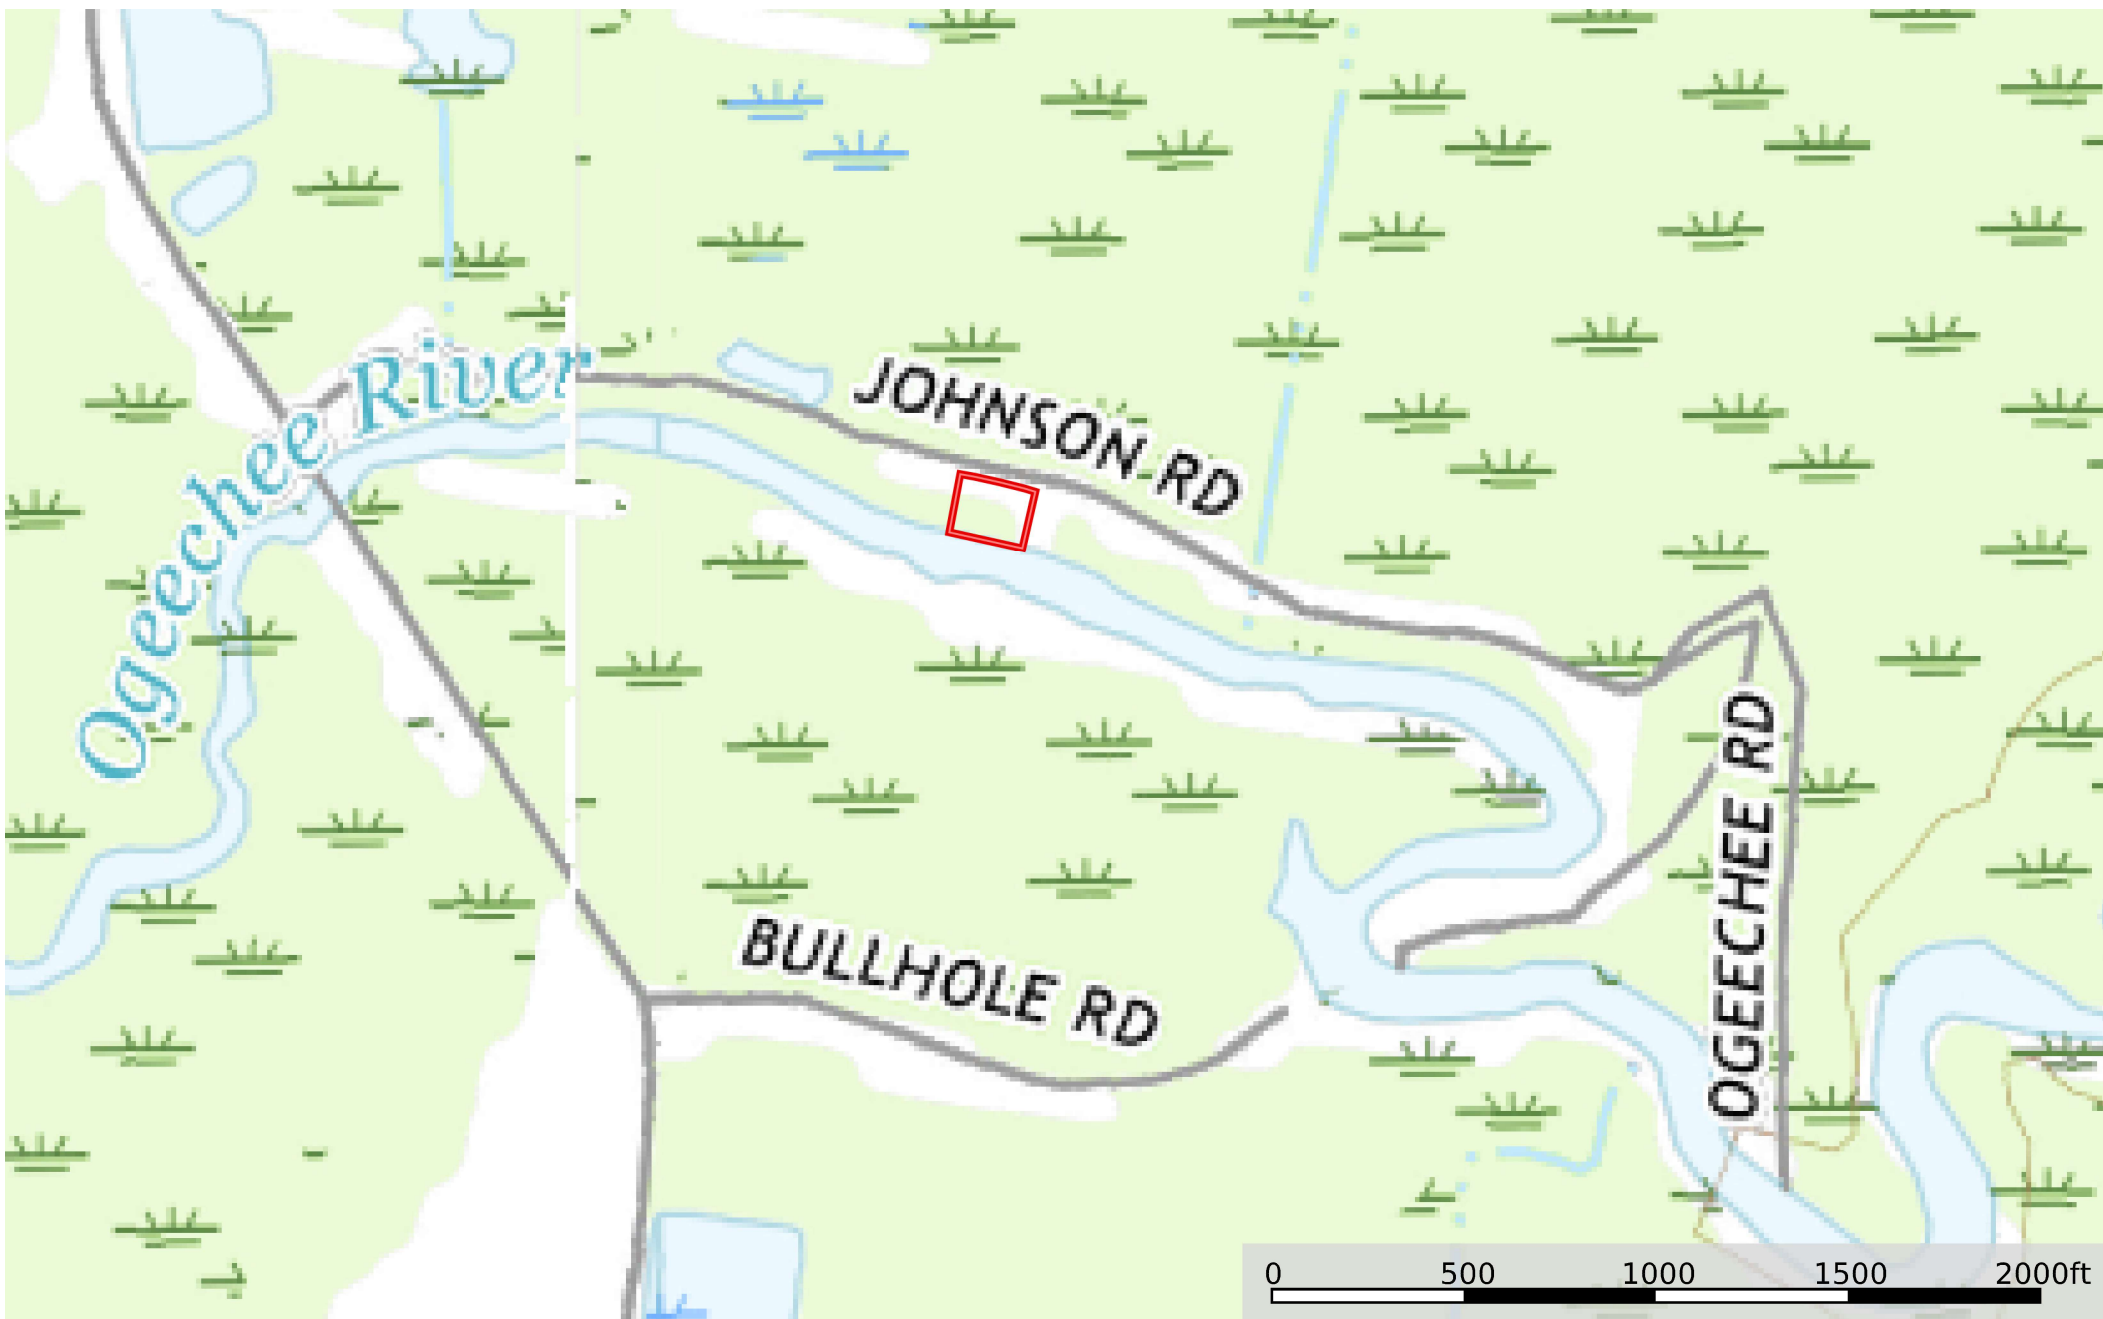 Ogeechee River
JOHNSON RD
OGEECHEE RD
BULLHOLE RD
0 500 1000 1500 2000ft